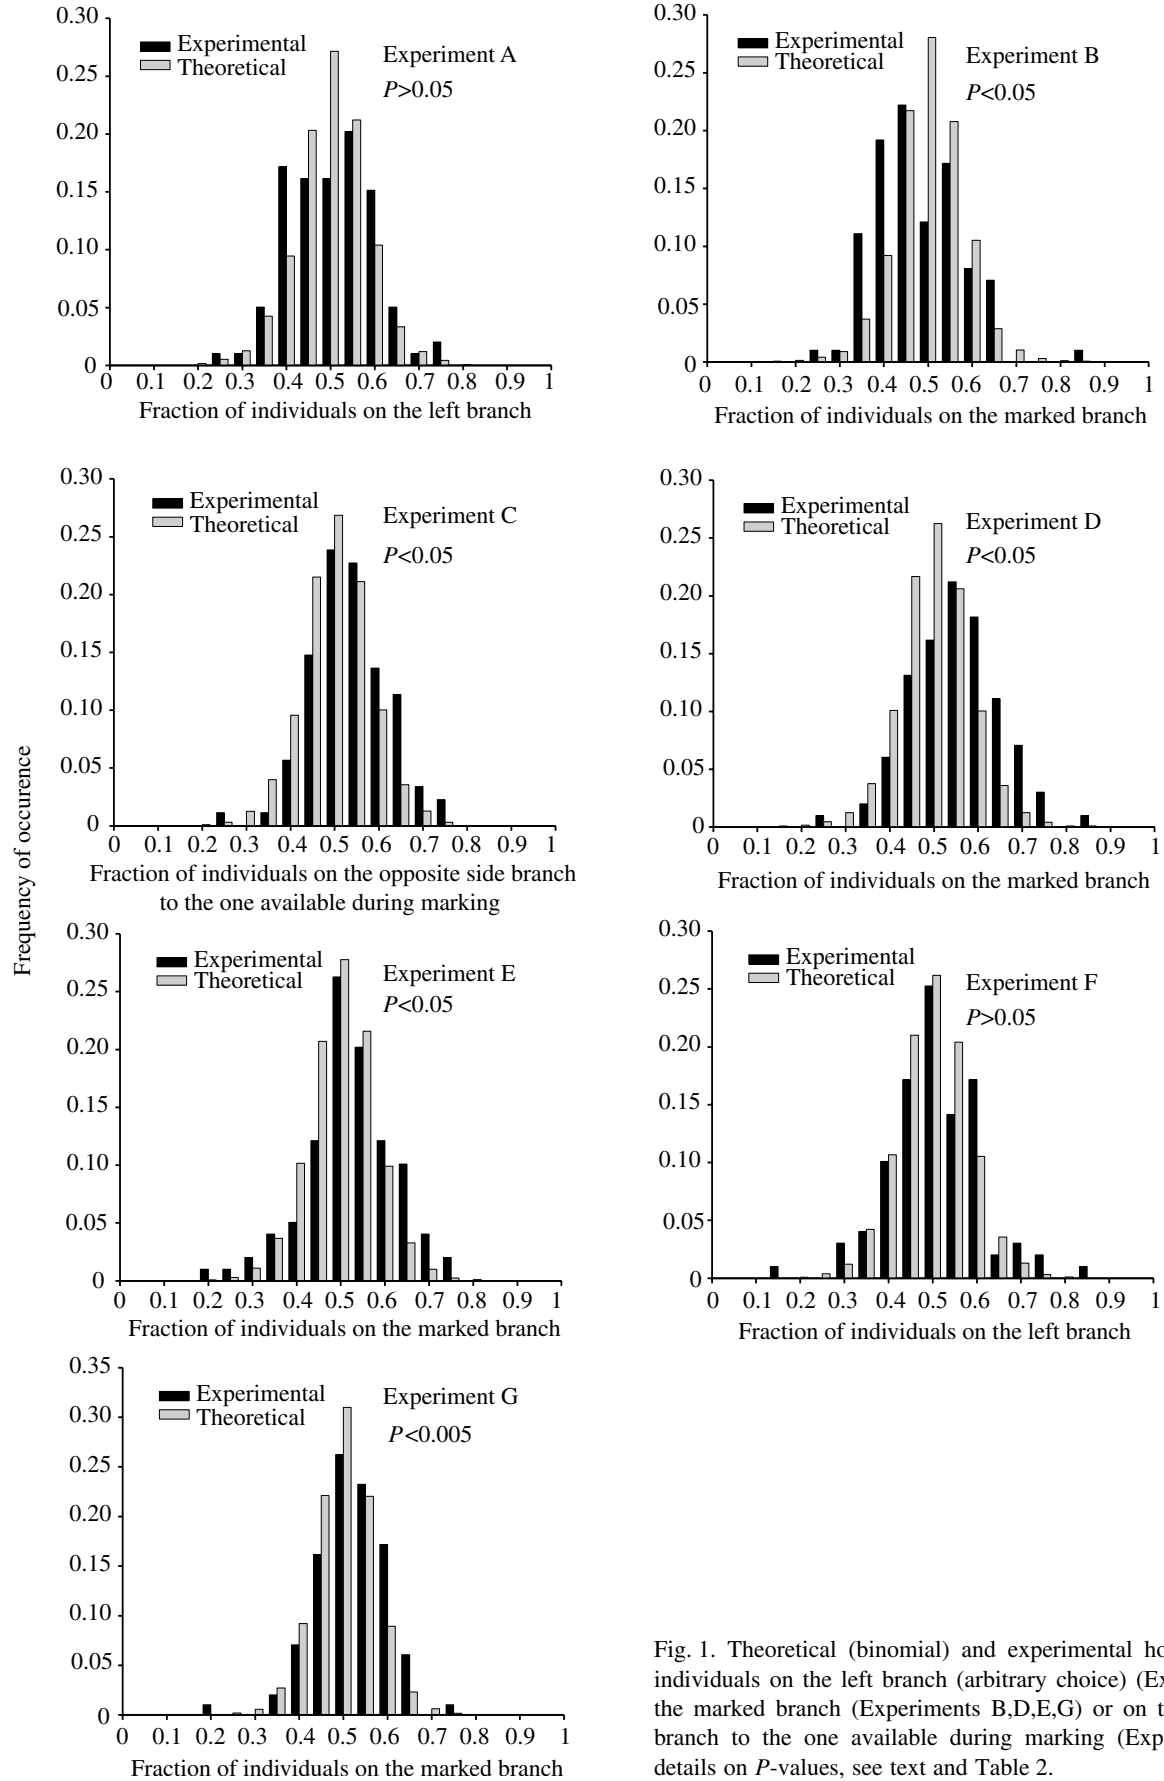 0.30
0.25
0.20
0.15
0.10
0.05
0
Experimental
Theoretical
Experiment A
P>0.05
0 0.1 0.2 0.3 0.4 0.5 0.6 0.7 0.8 0.9 1
Fraction of individuals on the left branch
0.30
0.25
0.20
0.15
0.10
0.05
0
Experimental
Theoretical
Experiment B
P<0.05
0 0.1 0.2 0.3 0.4 0.5 0.6 0.7 0.8 0.9 1
Fraction of individuals on the marked branch
Frequency of occurence
0.30
0.25
0.20
0.15
0.10
0.05
0
Experimental
Theoretical
Experiment C
P<0.05
0 0.1 0.2 0.3 0.4 0.5 0.6 0.7 0.8 0.9 1
Fraction of individuals on the opposite side branch
to the one available during marking
0.30
0.25
0.20
0.15
0.10
0.05
0
Experimental
Theoretical
Experiment D
P<0.05
0 0.1 0.2 0.3 0.4 0.5 0.6 0.7 0.8 0.9 1
Fraction of individuals on the marked branch
0.30
0.25
0.20
0.15
0.10
0.05
0
Experimental
Theoretical
Experiment E
P<0.05
0 0.1 0.2 0.3 0.4 0.5 0.6 0.7 0.8 0.9 1
Fraction of individuals on the marked branch
0.30
0.25
0.20
0.15
0.10
0.05
0
Experimental
Theoretical
Experiment F
P>0.05
0 0.1 0.2 0.3 0.4 0.5 0.6 0.7 0.8 0.9 1
Fraction of individuals on the left branch
0.35
0.30
0.25
0.20
0.15
0.10
0.05
0
Experimental
Theoretical
Experiment G
P<0.005
0 0.1 0.2 0.3 0.4 0.5 0.6 0.7 0.8 0.9 1
Fraction of individuals on the marked branch
Fig. 1. Theoretical (binomial) and experimental
individuals on the left branch (arbitrary choice)
the marked branch (Experiments B,D,E,G) or on
branch to the one available during marking
details on P-values, see text and Table 2.